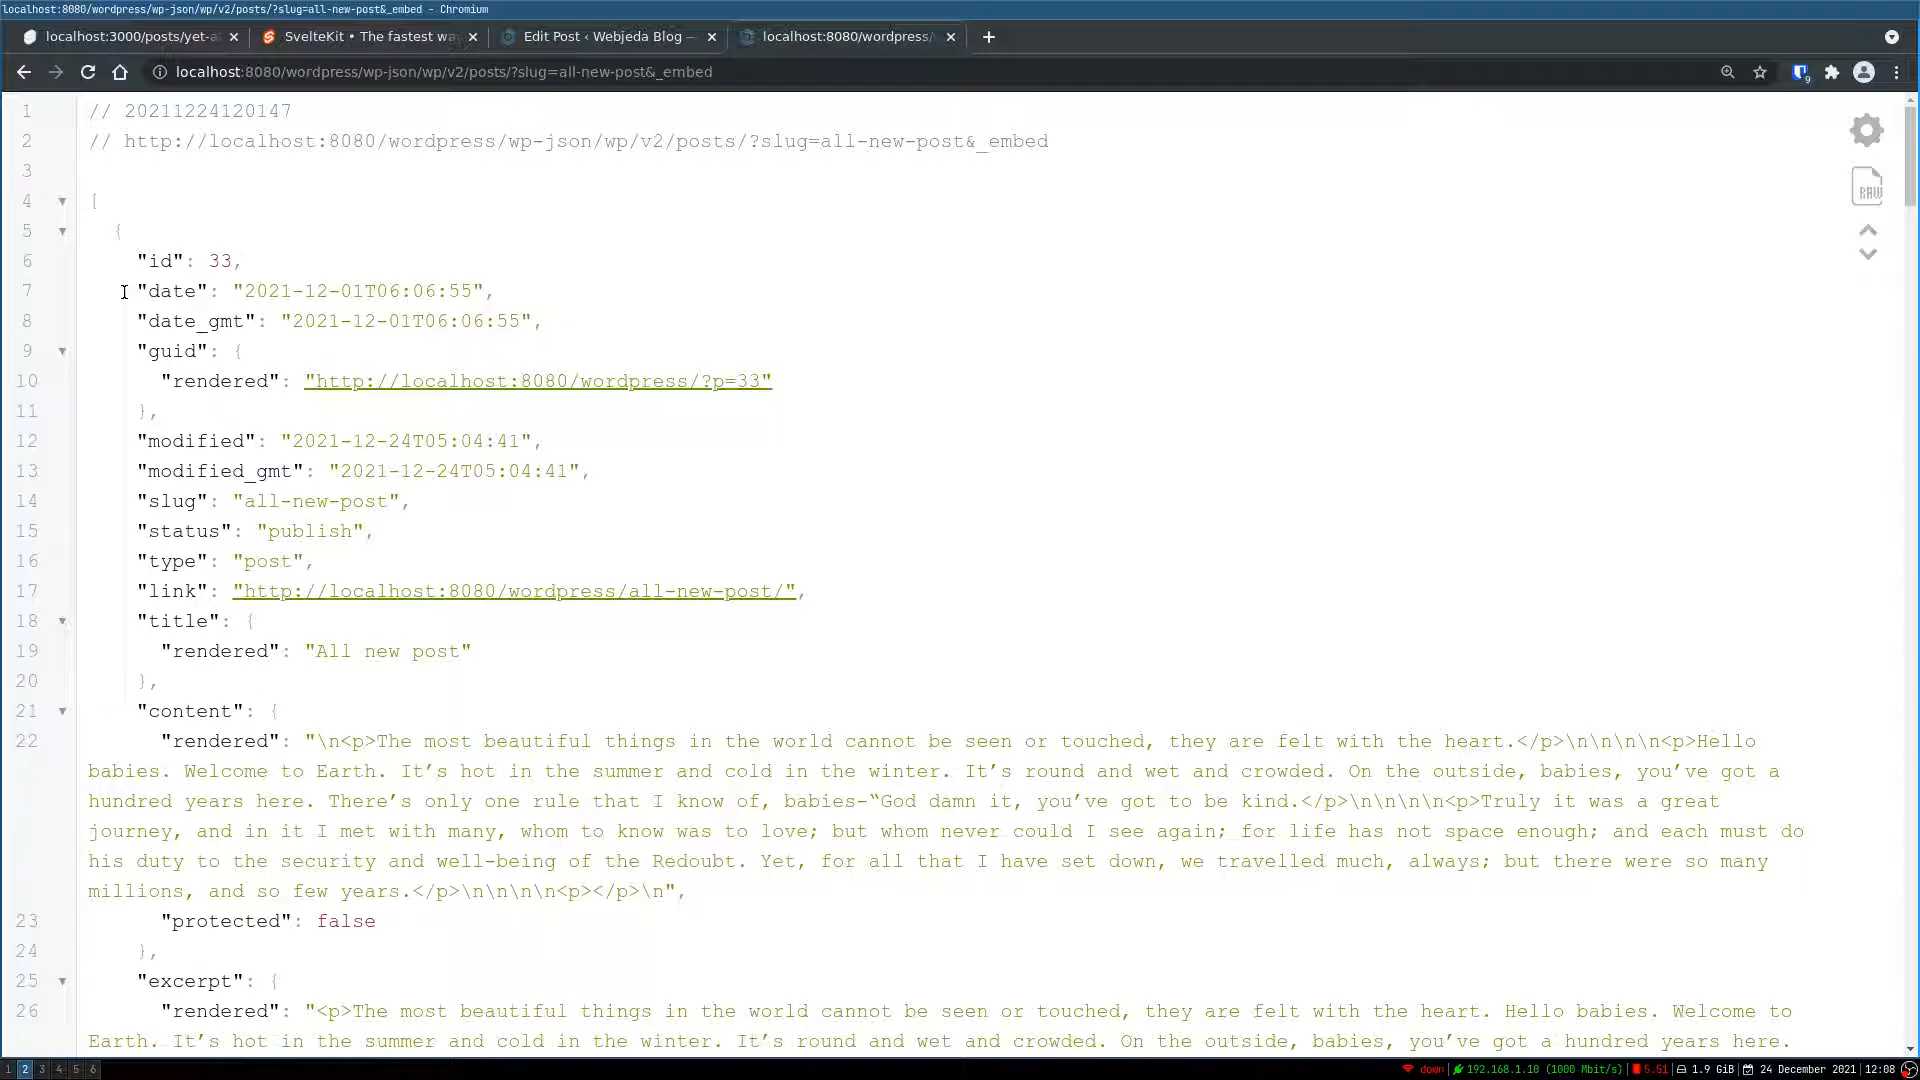 localhost:8080/wordpress/wp-json/wp/v2/posts/?slug=all-new-post&_embed - Chromium
localhost:3000/posts/yet-a
SvelteKit • The fastest wa
Edit Post ‹ Webjeda Blog —
localhost:8080/wordpress/
localhost:8080/wordpress/wp-json/wp/v2/posts/?slug=all-new-post&_embed
9
1 // 20211224120147
2 // http://localhost:8080/wordpress/wp-json/wp/v2/posts/?slug=all-new-post&_embed
3
4 [
5 {
6 "id": 33,
7 "date": "2021-12-01T06:06:55",
8 "date_gmt": "2021-12-01T06:06:55",
9 "guid": {
10 "rendered": "http://localhost:8080/wordpress/?p=33"
11 },
12 "modified": "2021-12-24T05:04:41",
13 "modified_gmt": "2021-12-24T05:04:41",
14 "slug": "all-new-post",
15 "status": "publish",
16 "type": "post",
17 "link": "http://localhost:8080/wordpress/all-new-post/",
18 "title": {
19 "rendered": "All new post"
20 },
21 "content": {
22 "rendered": "\n<p>The most beautiful things in the world cannot be seen or touched, they are felt with the heart.</p>\n\n\n\n<p>Hello
babies. Welcome to Earth. It’s hot in the summer and cold in the winter. It’s round and wet and crowded. On the outside, babies, you’ve got a
hundred years here. There’s only one rule that I know of, babies-“God damn it, you’ve got to be kind.</p>\n\n\n\n<p>Truly it was a great
journey, and in it I met with many, whom to know was to love; but whom never could I see again; for life has not space enough; and each must do
his duty to the security and well-being of the Redoubt. Yet, for all that I have set down, we travelled much, always; but there were so many
millions, and so few years.</p>\n\n\n\n<p></p>\n",
23 "protected": false
24 },
25 "excerpt": {
26 "rendered": "<p>The most beautiful things in the world cannot be seen or touched, they are felt with the heart. Hello babies. Welcome to
Earth. It’s hot in the summer and cold in the winter. It’s round and wet and crowded. On the outside, babies, you’ve got a hundred years here.
RAW
1 2 3 4 5 6
down 192.168.1.10 (1000 Mbit/s) 5.51 1.9 GiB 24 December 2021 12:08